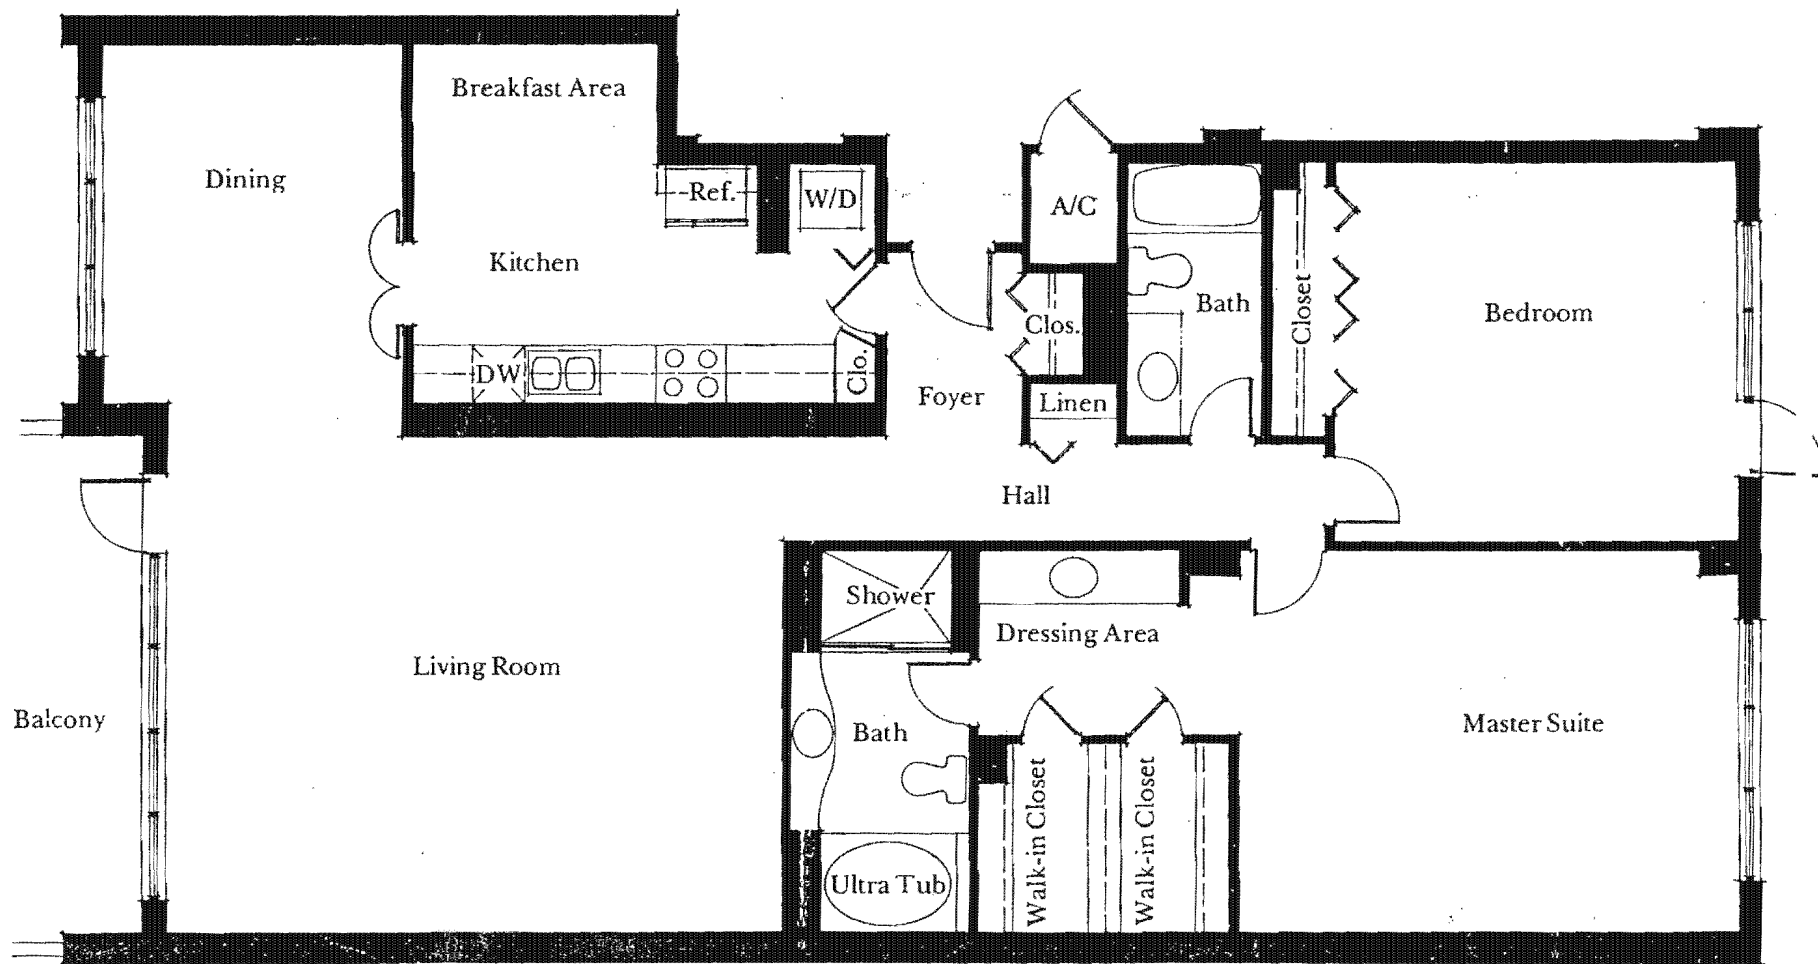 Breakfast Area
Dining
Ref.
W/D
A/C
Kitchen
Closet
Bath
Bedroom
Clos.
DW
Clo.
Foyer
Linen
Hall
Shower
Dressing Area
Living Room
Balcony
Bath
Master Suite
Walk-in Closet
Walk-in Closet
Ultra Tub